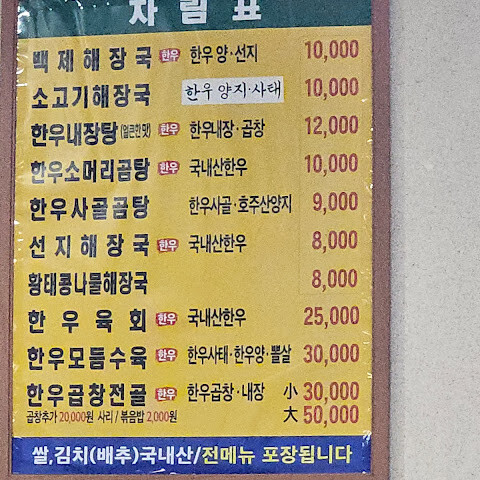 차림표
백제해장국 한우 한우 양·선지 10,000
소고기해장국 한우 양지·사태 10,000
한우내장탕(얼큰한 맛) 한우 한우내장·곱창 12,000
한우소머리곰탕 한우 국내산한우 10,000
한우사골곰탕 한우사골·호주산양지 9,000
선지해장국 한우 국내산한우 8,000
황태콩나물해장국 8,000
한우육회 한우 국내산한우 25,000
한우모둠수육 한우 한우사태·한우양·뽈살 30,000
한우곱창전골 한우 한우곱창·내장 小 30,000
곱창추가 20,000원 사리/볶음밥 2,000원 大 50,000
쌀,김치(배추)국내산/전메뉴 포장됩니다